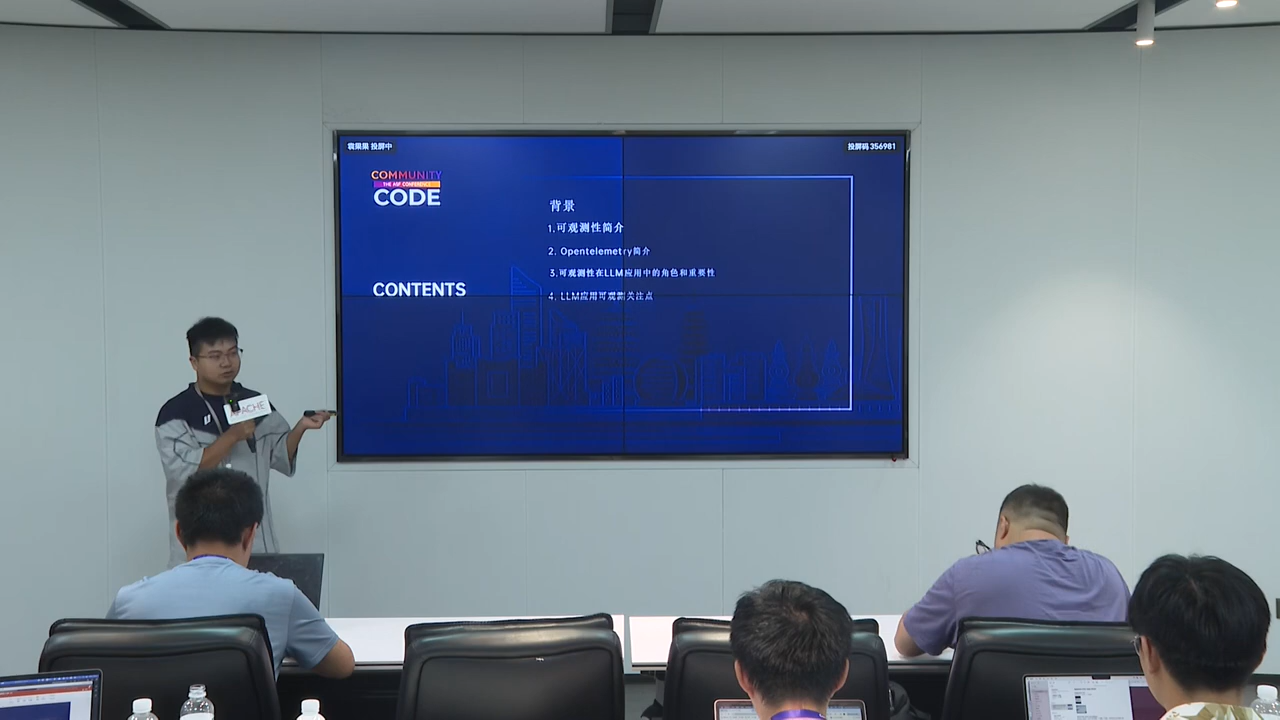 袁果果 投屏中
投屏码 356981
COMMUNITY
THE ASF CONFERENCE
CODE
背景
1.可观测性简介
2. Opentelemetry简介
3.可观测性在LLM应用中的角色和重要性
CONTENTS
4. LLM应用可观测关注点
APACHE